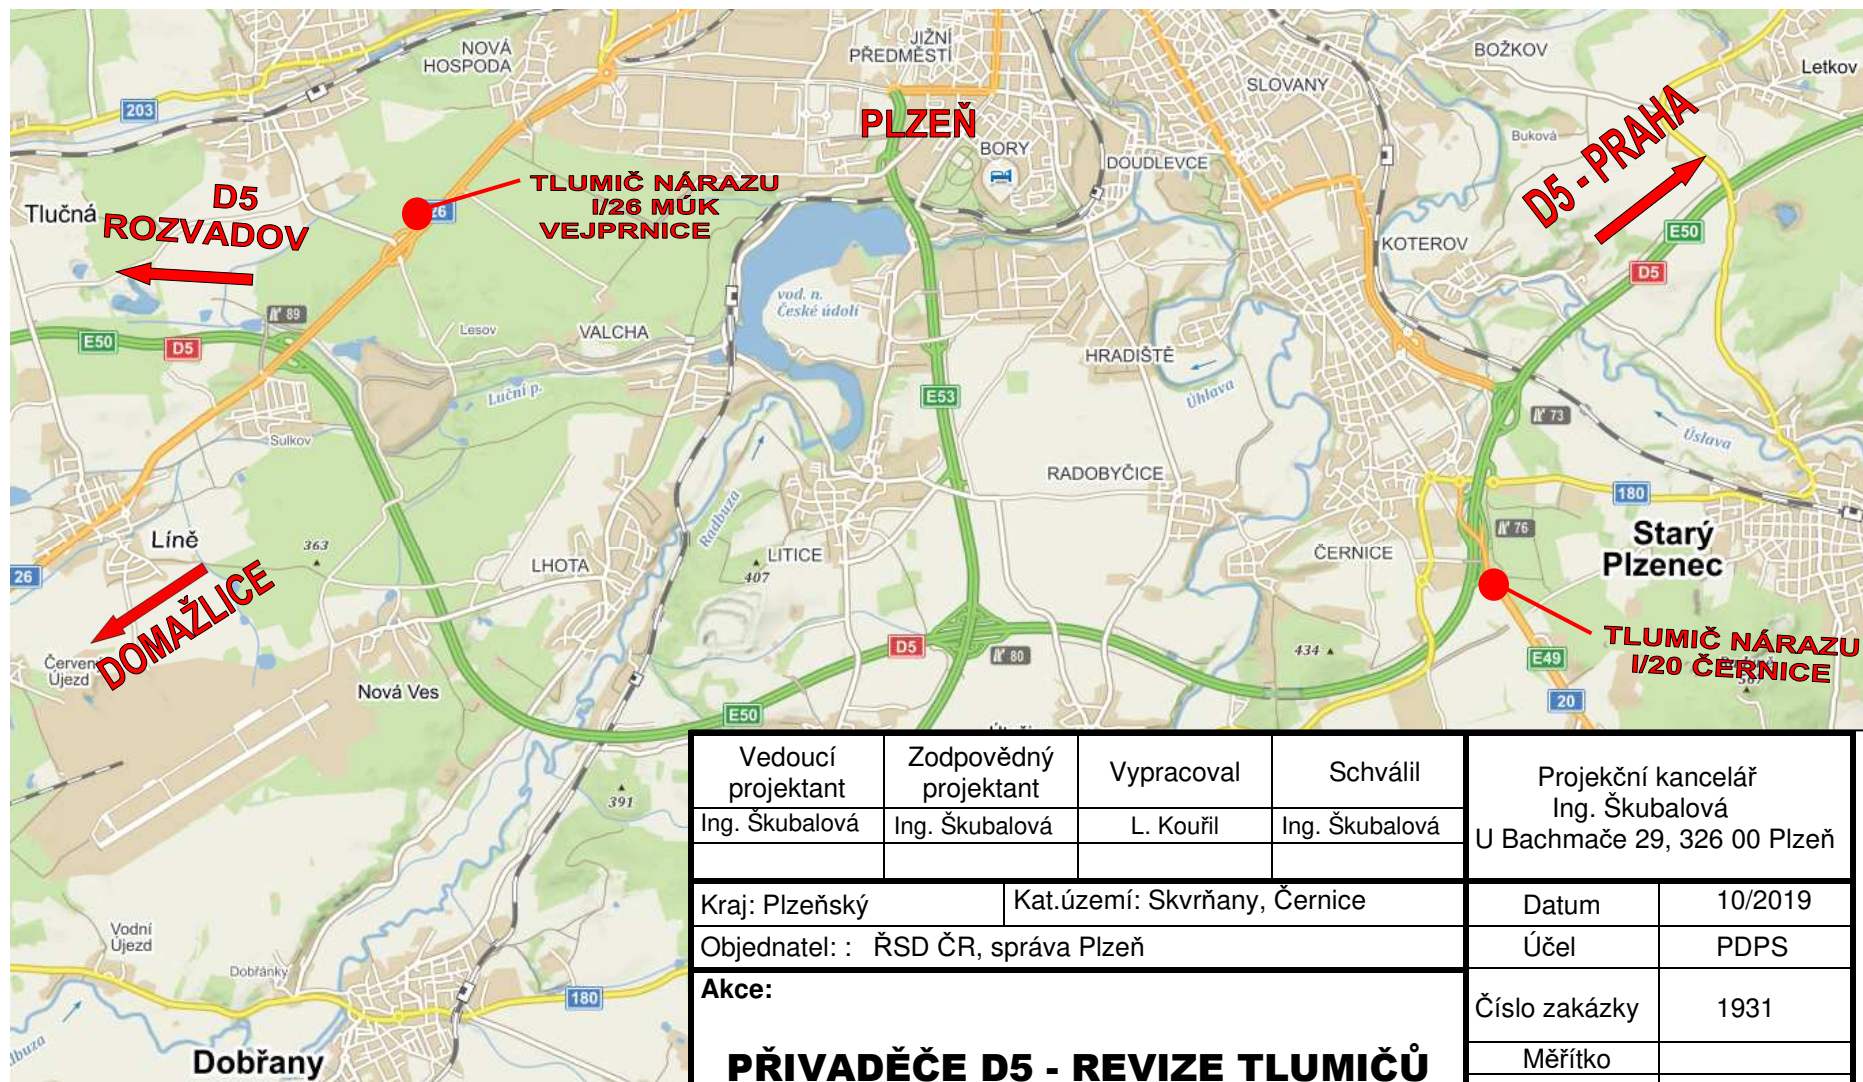 NOVÁ
HOSPODA
JIŽNÍ
PŘEDMĚSTÍ
BOŽKOV
Letkov
SLOVANY
203
PLZEŇ
BORY
DOUDLEVCE
Buková
D5 - PRAHA
Tlučná
D5
ROZVADOV
TLUMIČ NÁRAZU
I/26 MÚK
VEJPRNICE
26
KOTEROV
E50
D5
vod. n.
České údolí
89
Lesov
VALCHA
E50
D5
HRADIŠTĚ
Luční p.
E53
Úhlava
73
Sulkov
Úslava
RADOBYČICE
180
Radbuza
Líně
363
LHOTA
LITICE
407
ČERNICE
76
Starý
Plzenec
26
DOMAŽLICE
Červený
Újezd
Nová Ves
D5
80
434
E49
TLUMIČ NÁRAZU
I/20 ČERNICE
587
20
E50
391
Vedoucí projektant
Zodpovědný projektant
Vypracoval
Schválil
Projekční kancelář
Ing. Škubalová
U Bachmače 29, 326 00 Plzeň
Ing. Škubalová
Ing. Škubalová
L. Kouřil
Ing. Škubalová
Kraj: Plzeňský
Kat.území: Skvrňany, Černice
Datum
10/2019
Objednatel: : ŘSD ČR, správa Plzeň
Účel
PDPS
Akce:
Číslo zakázky
1931
PŘIVADĚČE D5 - REVIZE TLUMIČŮ
Měřítko
Vodní
Újezd
Dobřánky
180
Dobřany